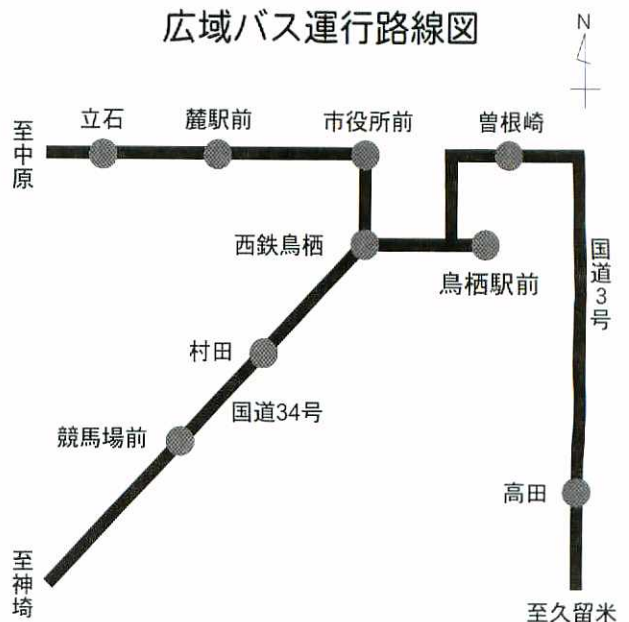 広域バス運行路線図
N
至中原
立石
麓駅前
市役所前
曽根崎
西鉄鳥栖
鳥栖駅前
国道3号
村田
国道34号
競馬場前
高田
至神埼
至久留米